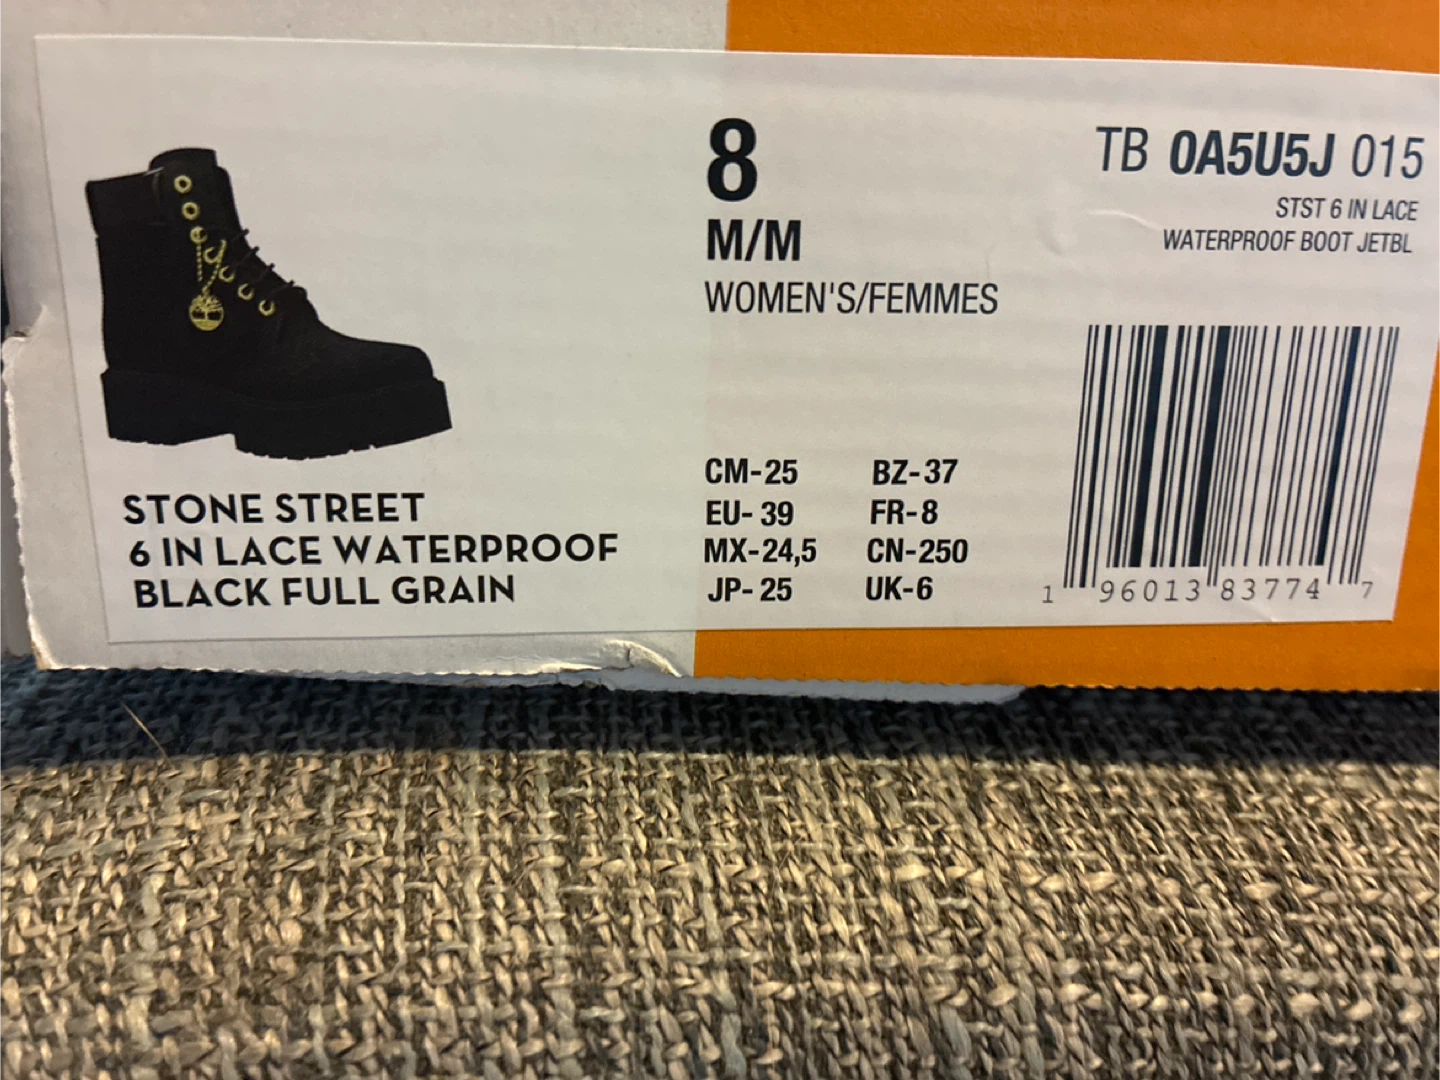 8
M/M
WOMEN'S/FEMMES
TB 0A5U5J 015
STST 6 IN LACE
WATERPROOF BOOT JETBL
STONE STREET
6 IN LACE WATERPROOF
BLACK FULL GRAIN
CM-25 BZ-37
EU-39 FR-8
MX-24,5 CN-250
JP-25 UK-6
1 96013 83774 7